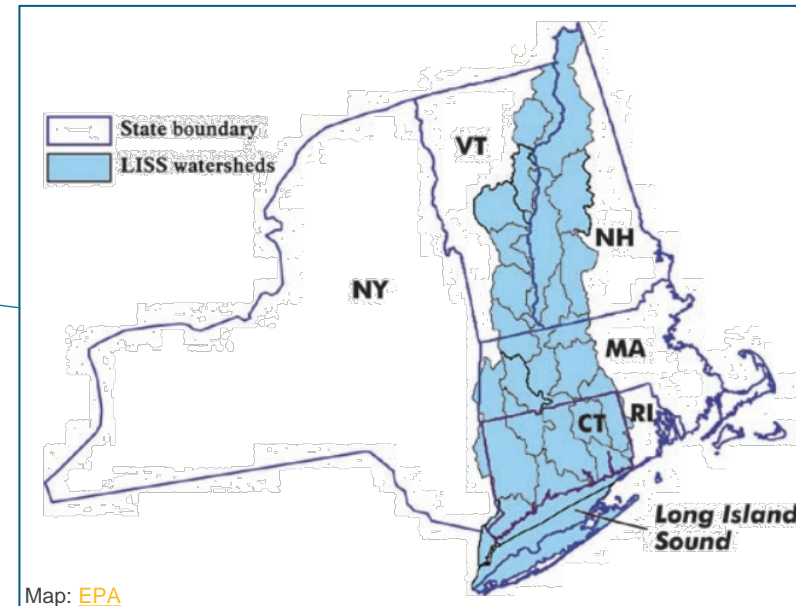 State boundary
LISS watersheds
VT
NH
NY
MA
CT
RI
Long Island
Sound
Map: EPA